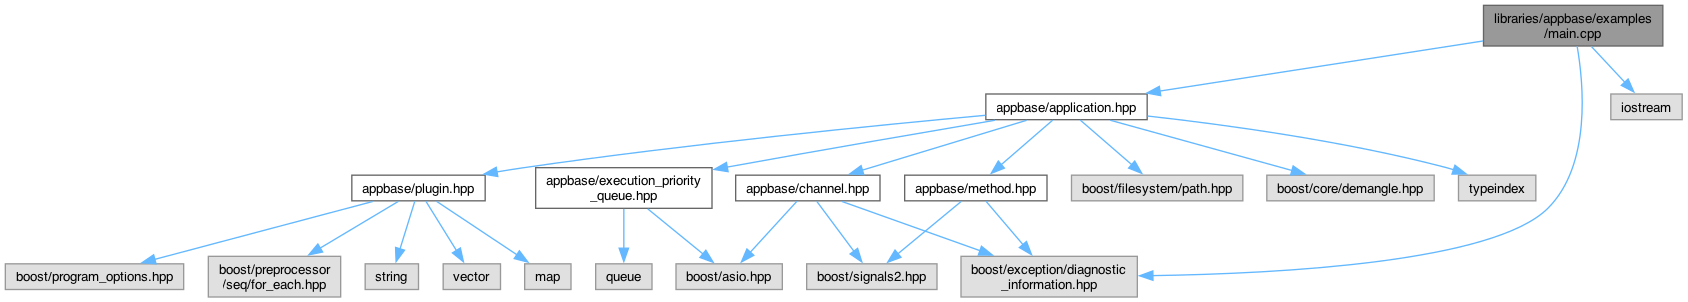 libraries/appbase/examples
/main.cpp
appbase/application.hpp
iostream
appbase/plugin.hpp
appbase/execution_priority
_queue.hpp
appbase/channel.hpp
appbase/method.hpp
boost/filesystem/path.hpp
boost/core/demangle.hpp
typeindex
boost/program_options.hpp
boost/preprocessor
/seq/for_each.hpp
string
vector
map
queue
boost/asio.hpp
boost/signals2.hpp
boost/exception/diagnostic
_information.hpp